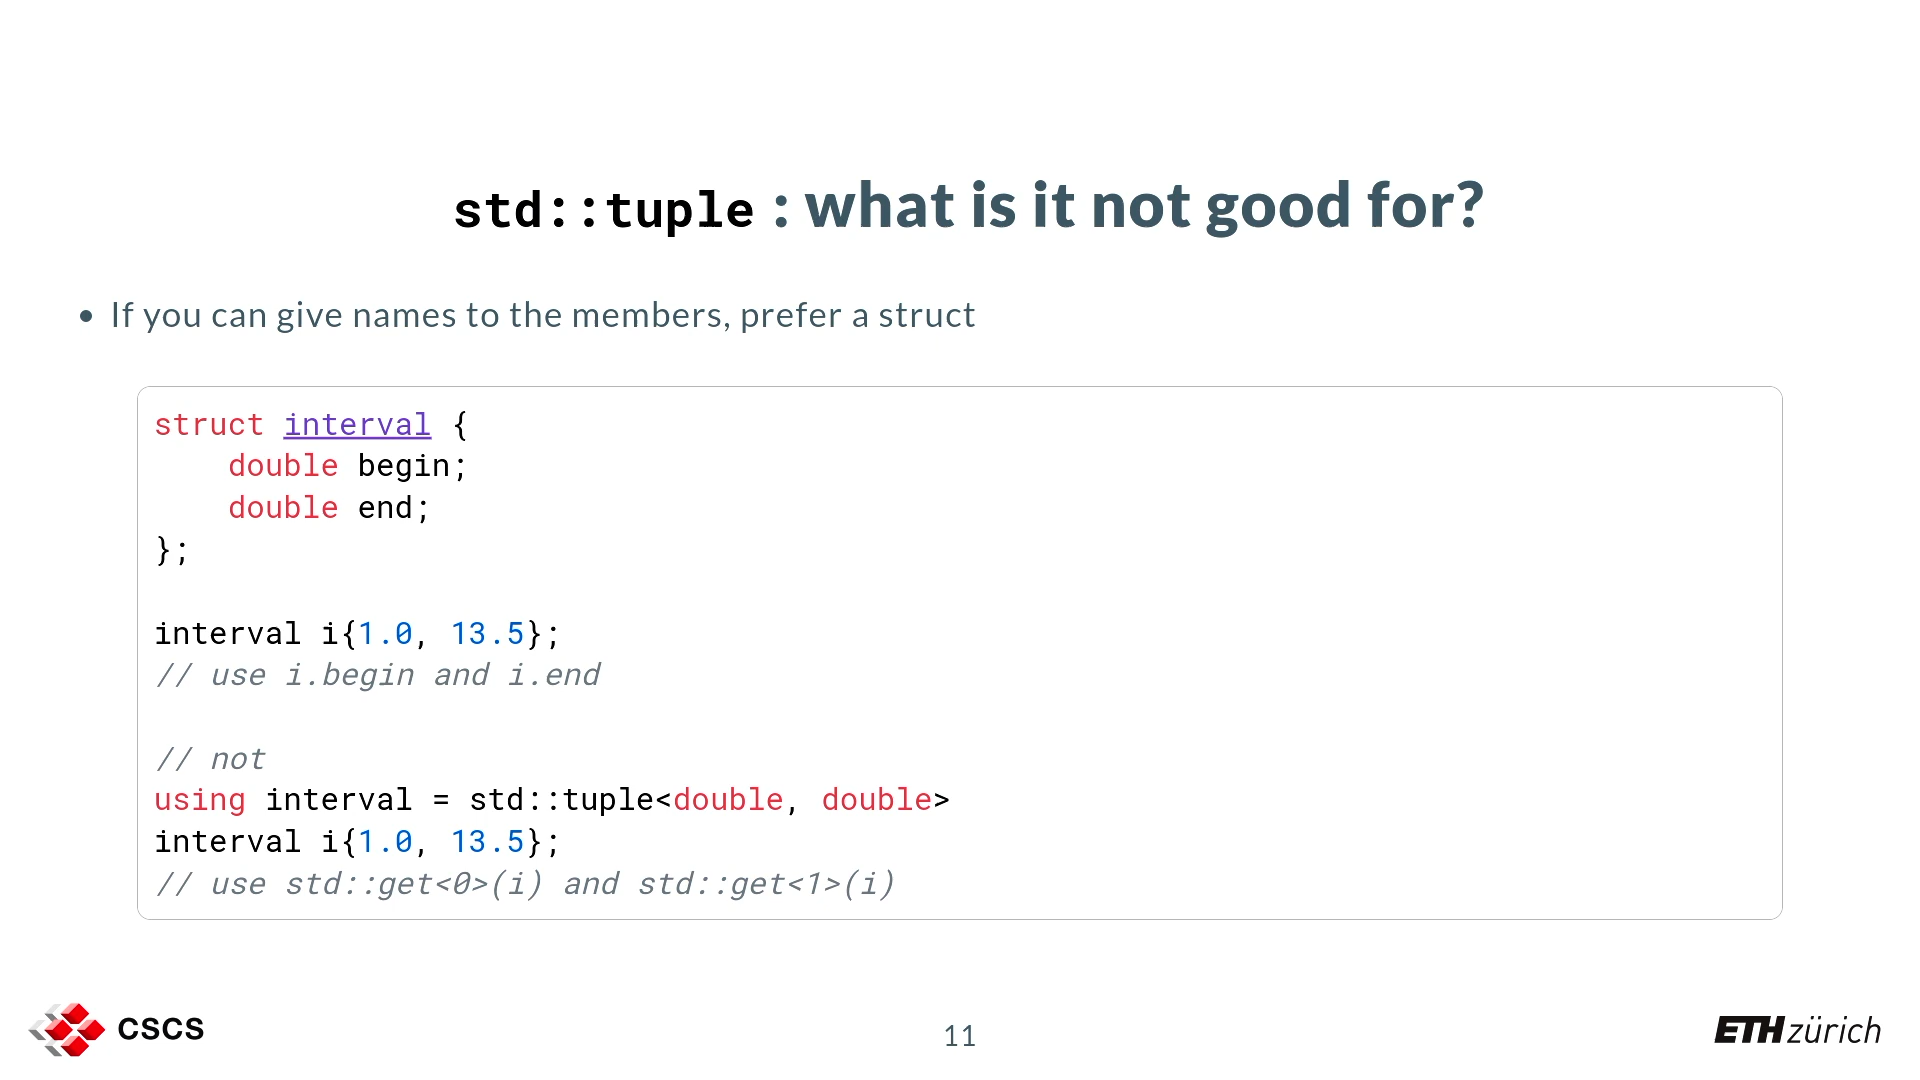 std::tuple : what is it not good for?
• If you can give names to the members, prefer a struct
struct interval {
    double begin;
    double end;
};

interval i{1.0, 13.5};
// use i.begin and i.end

// not
using interval = std::tuple<double, double>
interval i{1.0, 13.5};
// use std::get<0>(i) and std::get<1>(i)
CSCS
11
ETH zürich